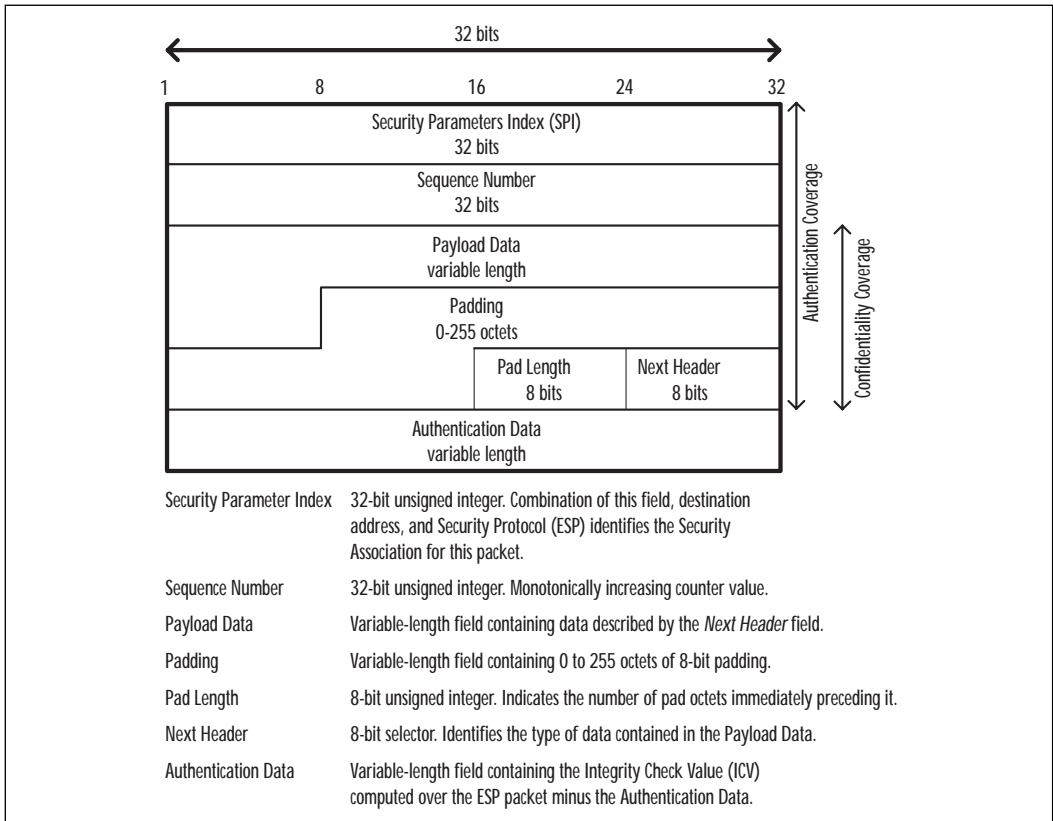 32 bits
1 8 16 24 32
Security Parameters Index (SPI)
32 bits
Sequence Number
32 bits
Payload Data
variable length
Padding
0-255 octets
Pad Length
8 bits
Next Header
8 bits
Authentication Data
variable length
Authentication Coverage
Confidentiality Coverage
Security Parameter Index 32-bit unsigned integer. Combination of this field, destination
address, and Security Protocol (ESP) identifies the Security
Association for this packet.
Sequence Number 32-bit unsigned integer. Monotonically increasing counter value.
Payload Data Variable-length field containing data described by the Next Header field.
Padding Variable-length field containing 0 to 255 octets of 8-bit padding.
Pad Length 8-bit unsigned integer. Indicates the number of pad octets immediately preceding it.
Next Header 8-bit selector. Identifies the type of data contained in the Payload Data.
Authentication Data Variable-length field containing the Integrity Check Value (ICV)
computed over the ESP packet minus the Authentication Data.